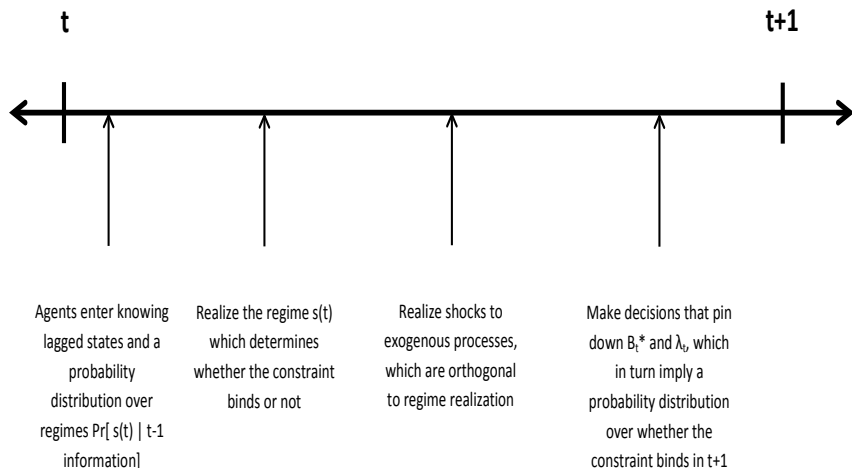 t
t+1
Agents enter knowing
lagged states and a
probability
distribution over
regimes Pr[ s(t) | t-1
information]
Realize the regime s(t)
which determines
whether the constraint
binds or not
Realize shocks to
exogenous processes,
which are orthogonal
to regime realization
Make decisions that pin
down Bₜ* and λₜ, which
in turn imply a
probability distribution
over whether the
constraint binds in t+1